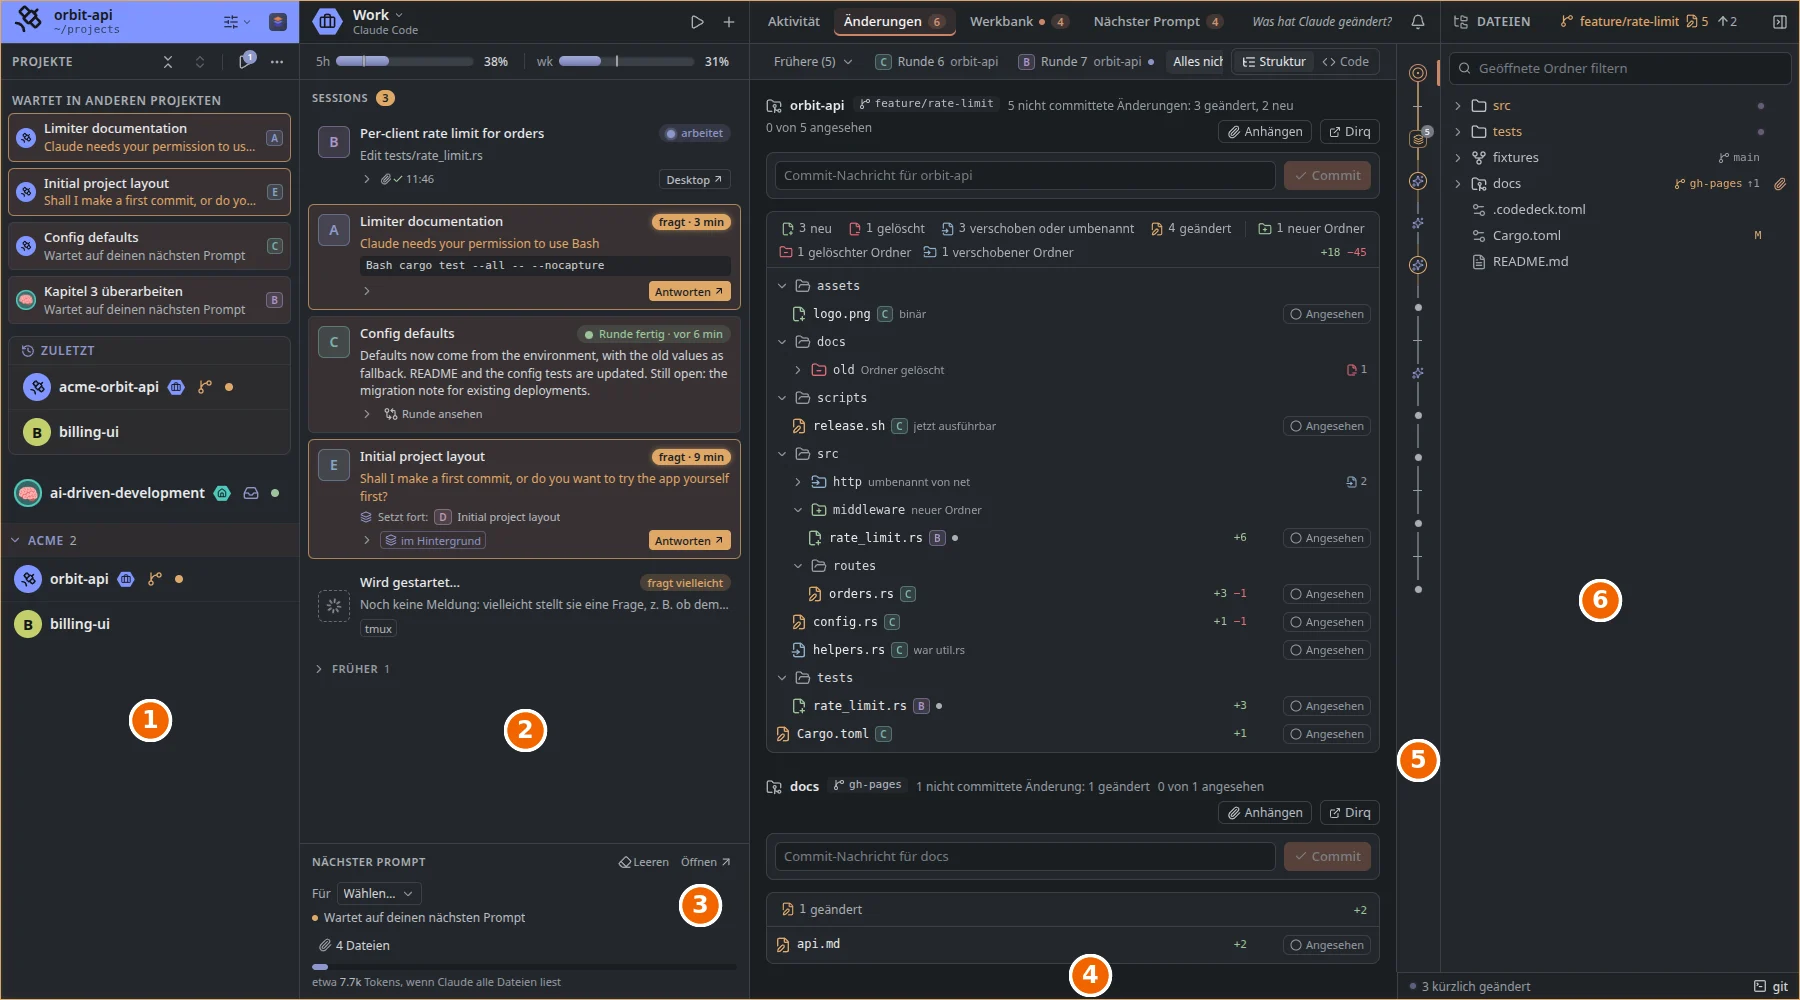 orbit-api
~/projects
PROJEKTE
1
WARTET IN ANDEREN PROJEKTEN
Limiter documentation
Claude needs your permission to us...
A
Initial project layout
Shall I make a first commit, or do yo...
E
Config defaults
Wartet auf deinen nächsten Prompt
C
Kapitel 3 überarbeiten
Wartet auf deinen nächsten Prompt
B
ZULETZT
acme-orbit-api
B billing-ui
ai-driven-development
ACME 2
orbit-api
B billing-ui
1
Work
Claude Code
5h 38% wk 31%
SESSIONS 3
B Per-client rate limit for orders arbeitet
Edit tests/rate_limit.rs
11:46 Desktop
A Limiter documentation fragt · 3 min
Claude needs your permission to use Bash
Bash cargo test --all -- --nocapture
Antworten
C Config defaults Runde fertig · vor 6 min
Defaults now come from the environment, with the old values as
fallback. README and the config tests are updated. Still open: the
migration note for existing deployments.
Runde ansehen
E Initial project layout fragt · 9 min
Shall I make a first commit, or do you want to try the app yourself
first?
Setzt fort: D Initial project layout
im Hintergrund Antworten
Wird gestartet... fragt vielleicht
Noch keine Meldung: vielleicht stellt sie eine Frage, z. B. ob dem...
tmux
FRÜHER 1
2
NÄCHSTER PROMPT Leeren Öffnen
Für Wählen...
3
Wartet auf deinen nächsten Prompt
4 Dateien
etwa 7.7k Tokens, wenn Claude alle Dateien liest
Aktivität Änderungen 6 Werkbank 4 Nächster Prompt 4 Was hat Claude geändert?
Frühere (5) C Runde 6 orbit-api B Runde 7 orbit-api Alles nich Struktur Code
orbit-api feature/rate-limit 5 nicht committete Änderungen: 3 geändert, 2 neu
0 von 5 angesehen Anhängen Dirq
Commit-Nachricht für orbit-api Commit
3 neu 1 gelöscht 3 verschoben oder umbenannt 4 geändert 1 neuer Ordner
1 gelöschter Ordner 1 verschobener Ordner +18 −45
assets
logo.png C binär Angesehen
docs
old Ordner gelöscht 1
scripts
release.sh C jetzt ausführbar Angesehen
src
http umbenannt von net 2
middleware neuer Ordner
rate_limit.rs B +6 Angesehen
routes
orders.rs C +3 −1 Angesehen
config.rs C +1 −1 Angesehen
helpers.rs C war util.rs Angesehen
tests
rate_limit.rs B +3 Angesehen
Cargo.toml C +1 Angesehen
docs gh-pages 1 nicht committete Änderung: 1 geändert 0 von 1 angesehen
Anhängen Dirq
Commit-Nachricht für docs Commit
1 geändert +2
api.md +2 Angesehen
4
5
5
DATEIEN feature/rate-limit 5 2
Geöffnete Ordner filtern
src
tests
fixtures main
docs gh-pages ↑1
.codedeck.toml
Cargo.toml M
README.md
6
3 kürzlich geändert git